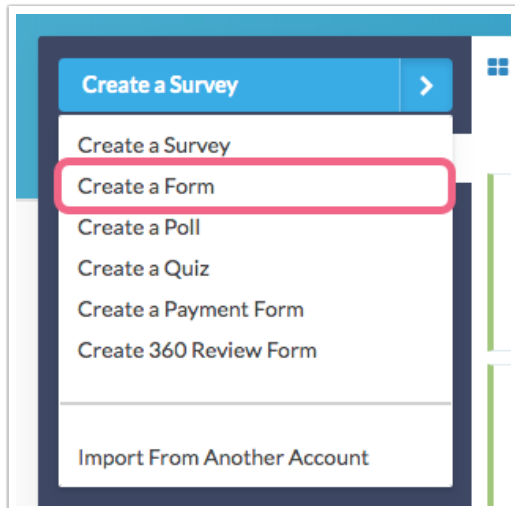 Create a Survey
Create a Survey
Create a Form
Create a Poll
Create a Quiz
Create a Payment Form
Create 360 Review Form
Import From Another Account